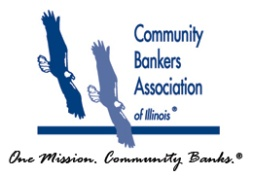 Community
Bankers
Association
of Illinois®
One Mission. Community Banks.®